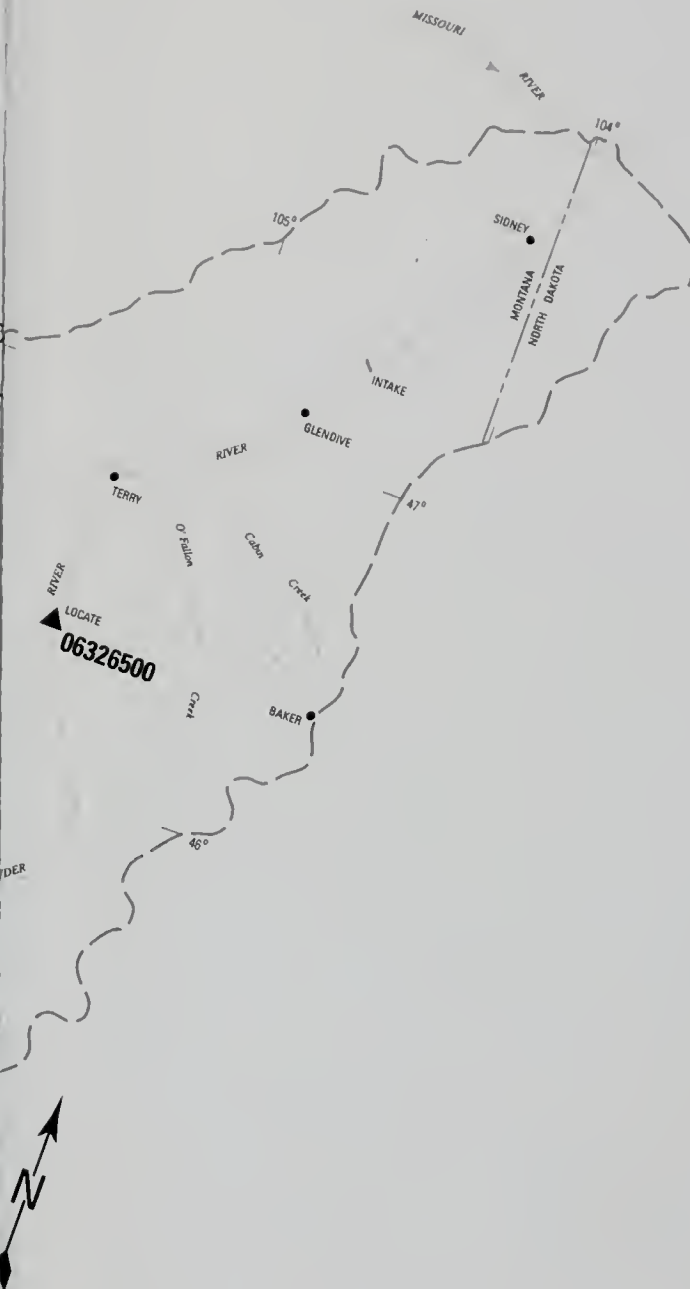 MISSOURI
RIVER
104°
105°
SIDNEY
MONTANA
NORTH DAKOTA
INTAKE
GLENDIVE
RIVER
TERRY
47°
O'Fallon
Cabin
Creek
RIVER
LOCATE
06326500
Creek
BAKER
46°
DER
N